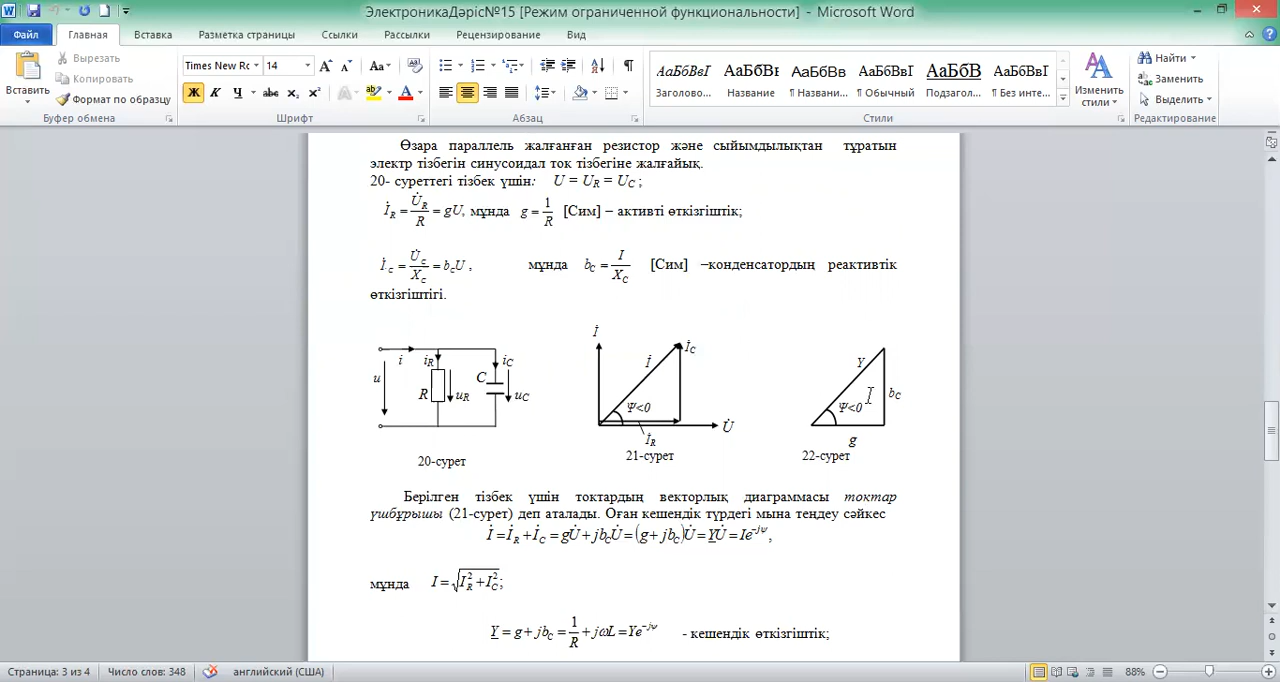 ЭлектроникаДәріс№15 [Режим ограниченной функциональности] - Microsoft Word
Файл Главная Вставка Разметка страницы Ссылки Рассылки Рецензирование Вид
Вставить
Вырезать
Копировать
Формат по образцу
Буфер обмена
Times New Rc 14
Ж К Ч abc x₂ x²
Шрифт
Абзац
АаБбВвІ АаБбВі АаБбВв АаБбВвІ АаБбВ АаБбВвІ
Заголово... Название ¶ Названи... ¶ Обычный Подзагол... ¶ Без инте...
Стили
Изменить стили
Найти
Заменить
Выделить
Редактирование
Өзара параллель жалғанған резистор және сыйымдылықтан тұратын
электр тізбегін синусоидал ток тізбегіне жалғайық.
20- суреттегі тізбек үшін: U = U_R = U_C ;
İ_R = U̇_R/R = gU, мұнда g = 1/R [Сим] – активті өткізгіштік;
İ_c = U̇_c/X_c = b_cU , мұнда b_C = I/X_C [Сим] –конденсатордың реактивтік
өткізгіштігі.
u i i_R i_C R u_R C u_C
20-сурет
İ İ İ_C Ψ<0 İ_R U̇
21-сурет
Y Ψ<0 b_C g
22-сурет
Берілген тізбек үшін токтардың векторлық диаграммасы токтар
үшбұрышы (21-сурет) деп аталады. Оған кешендік түрдегі мына теңдеу сәйкес
İ = İ_R + İ_C = gU̇ + jb_CU̇ = (g + jb_C)U̇ = Y̲U̇ = Ie^{-jψ},
мұнда I = √(I_R² + I_C²);
Y̲ = g + jb_C = 1/R + jωL = Ye^{-jψ} - кешендік өткізгіштік;
Страница: 3 из 4 Число слов: 348 английский (США) 88%